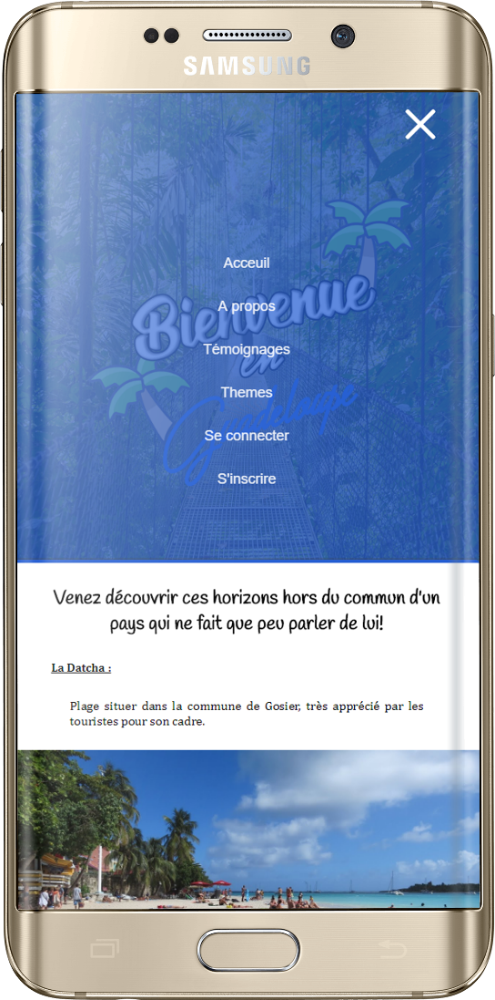 SAMSUNG
Acceuil
Bienvenue
A propos
Témoignages
en
Themes
Guadeloupe
Se connecter
S'inscrire
Venez découvrir ces horizons hors du commun d'un
pays qui ne fait que peu parler de lui!
La Datcha :
Plage situer dans la commune de Gosier, très apprécié par les
touristes pour son cadre.